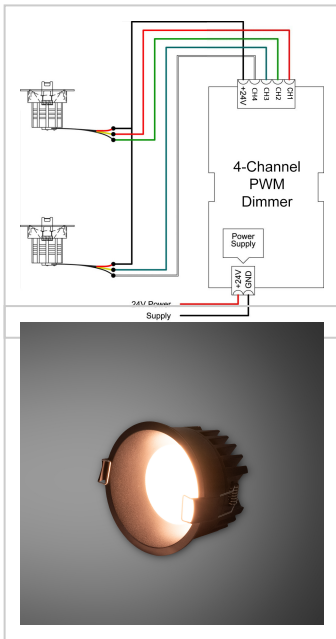 +24V
CH4
CH3
CH2
CH1
4-Channel
PWM
Dimmer
Power
Supply
+24V
GND
24V Power
Supply